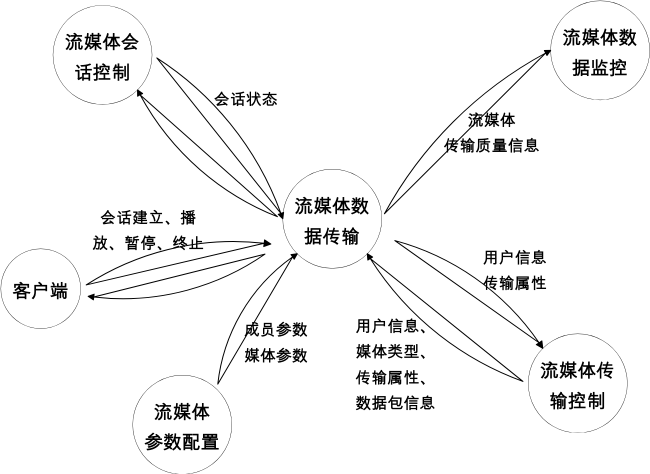 流媒体会
话控制
流媒体数
据监控
会话状态
流媒体
传输质量信息
流媒体数
据传输
会话建立、播
放、暂停、终止
客户端
用户信息
传输属性
成员参数
媒体参数
用户信息、
媒体类型、
传输属性、
数据包信息
流媒体传
输控制
流媒体
参数配置